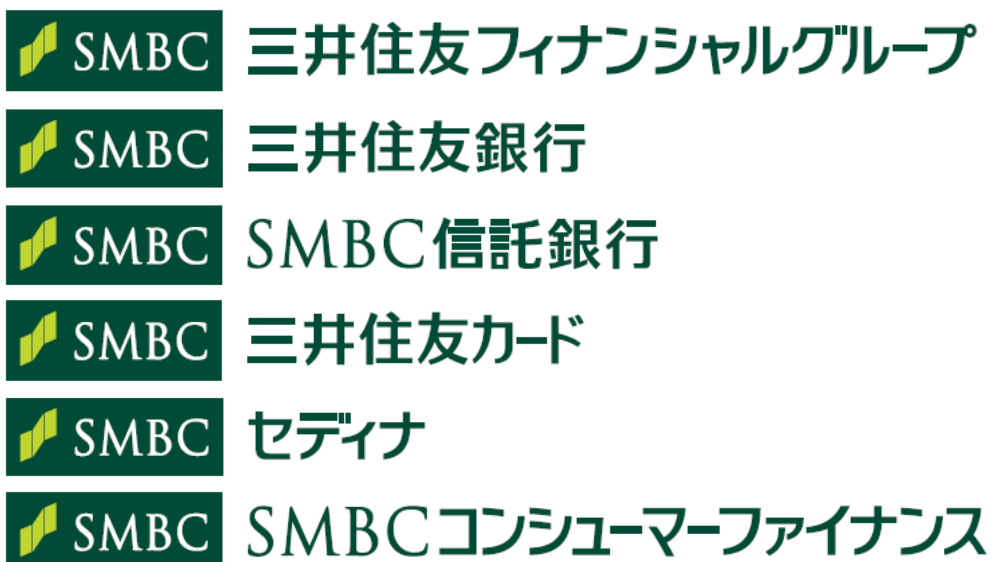 SMBC 三井住友フィナンシャルグループ
SMBC 三井住友銀行
SMBC SMBC信託銀行
SMBC 三井住友カード
SMBC セディナ
SMBC SMBCコンシューマーファイナンス